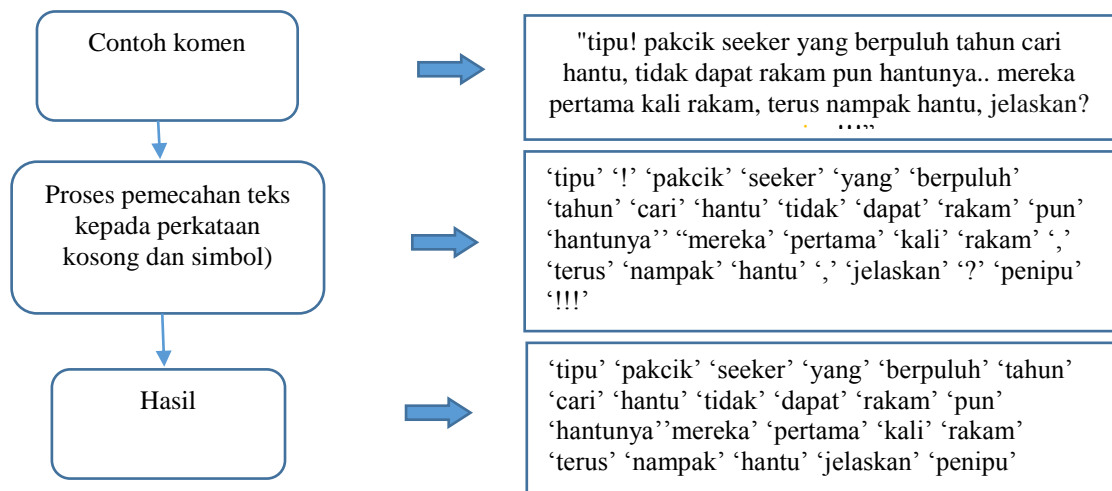 Contoh komen
"tipu! pakcik seeker yang berpuluh tahun cari
hantu, tidak dapat rakam pun hantunya.. mereka
pertama kali rakam, terus nampak hantu, jelaskan?
!!!”
Proses pemecahan teks
kepada perkataan
kosong dan simbol)
‘tipu’ ‘!’ ‘pakcik’ ‘seeker’ ‘yang’ ‘berpuluh’
‘tahun’ ‘cari’ ‘hantu’ ‘tidak’ ‘dapat’ ‘rakam’ ‘pun’
‘hantunya’’ “mereka’ ‘pertama’ ‘kali’ ‘rakam’ ‘,’
‘terus’ ‘nampak’ ‘hantu’ ‘,’ ‘jelaskan’ ‘?’ ‘penipu’
‘!!!’
Hasil
‘tipu’ ‘pakcik’ ‘seeker’ ‘yang’ ‘berpuluh’ ‘tahun’
‘cari’ ‘hantu’ ‘tidak’ ‘dapat’ ‘rakam’ ‘pun’
‘hantunya’’mereka’ ‘pertama’ ‘kali’ ‘rakam’
‘terus’ ‘nampak’ ‘hantu’ ‘jelaskan’ ‘penipu’